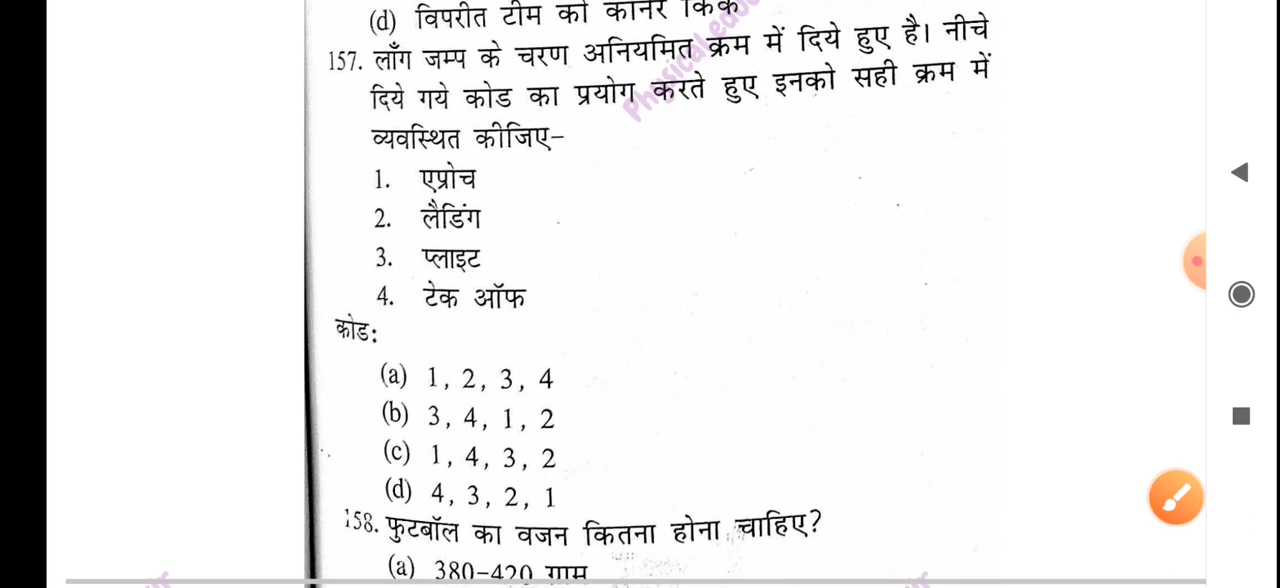 (d) विपरीत टीम को कॉर्नर किक
157. लाँग जम्प के चरण अनियमित क्रम में दिये हुए है। नीचे
दिये गये कोड का प्रयोग करते हुए इनको सही क्रम में
व्यवस्थित कीजिए-
1. एप्रोच
2. लैडिंग
3. प्लाइट
4. टेक ऑफ
कोड:
(a) 1, 2, 3, 4
(b) 3, 4, 1, 2
(c) 1, 4, 3, 2
(d) 4, 3, 2, 1
158. फुटबॉल का वजन कितना होना चाहिए?
(a) 380-420 ग्राम